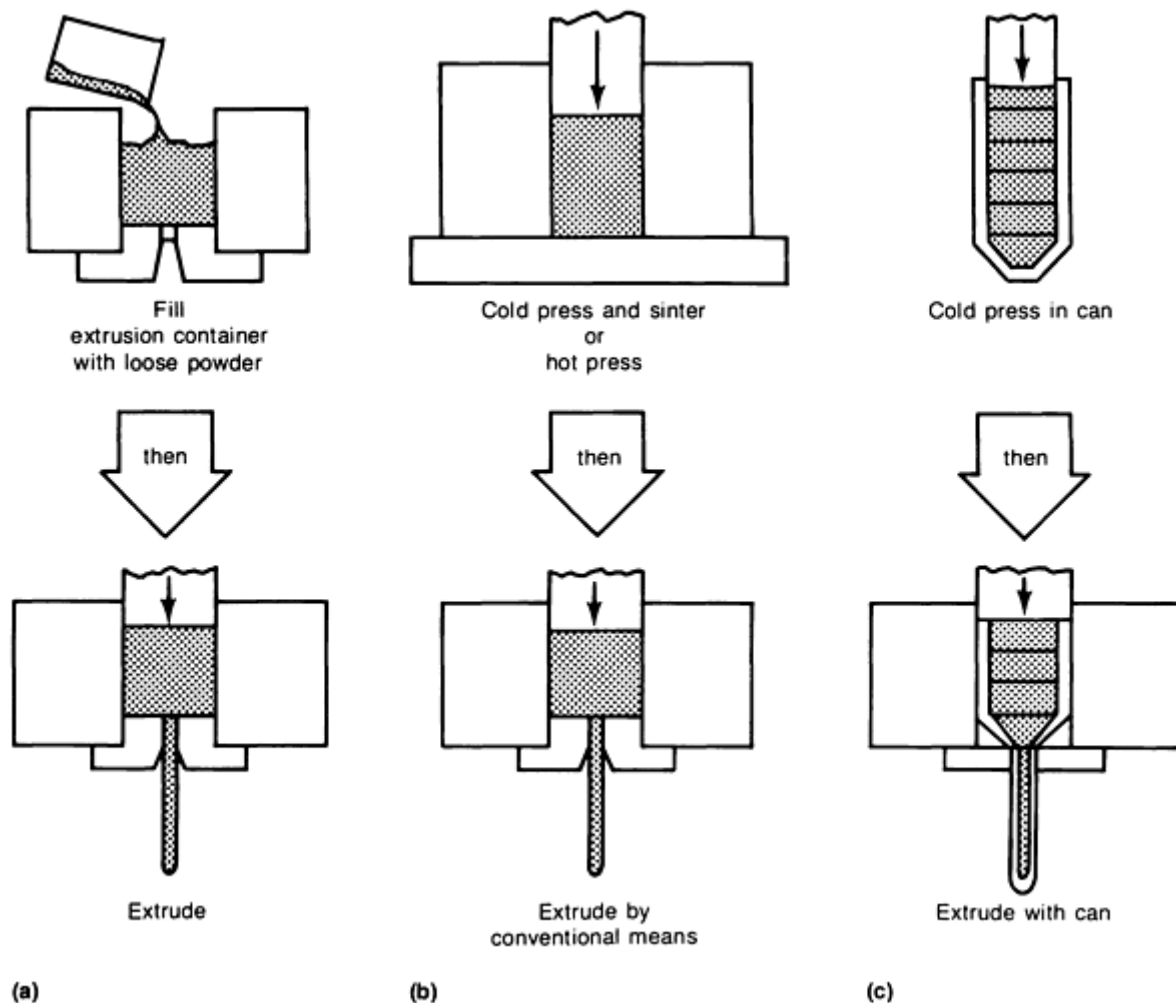 Fill
extrusion container
with loose powder
Cold press and sinter
or
hot press
Cold press in can
then
then
then
Extrude
Extrude by
conventional means
Extrude with can
(a)
(b)
(c)